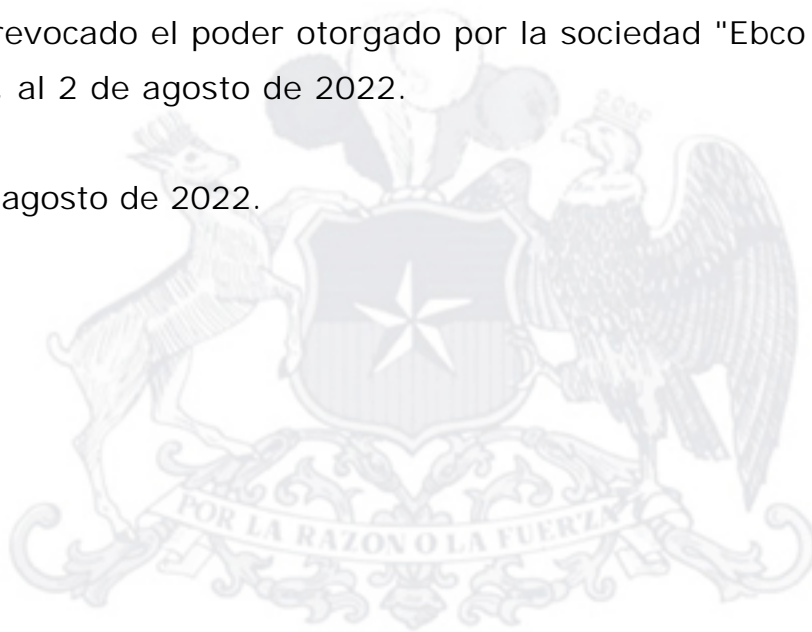 revocado el poder otorgado por la sociedad "Ebco
al 2 de agosto de 2022.
agosto de 2022.
POR LA RAZON O LA FUERZA